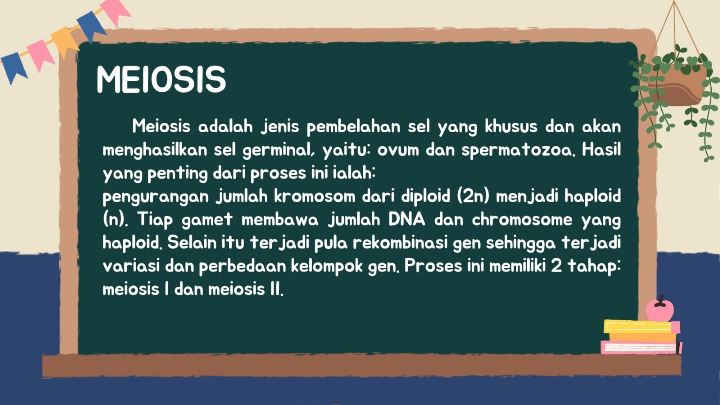 MEIOSIS
Meiosis adalah jenis pembelahan sel yang khusus dan akan
menghasilkan sel germinal, yaitu: ovum dan spermatozoa. Hasil
yang penting dari proses ini ialah:
pengurangan jumlah kromosom dari diploid (2n) menjadi haploid
(n). Tiap gamet membawa jumlah DNA dan chromosome yang
haploid. Selain itu terjadi pula rekombinasi gen sehingga terjadi
variasi dan perbedaan kelompok gen. Proses ini memiliki 2 tahap:
meiosis I dan meiosis II.